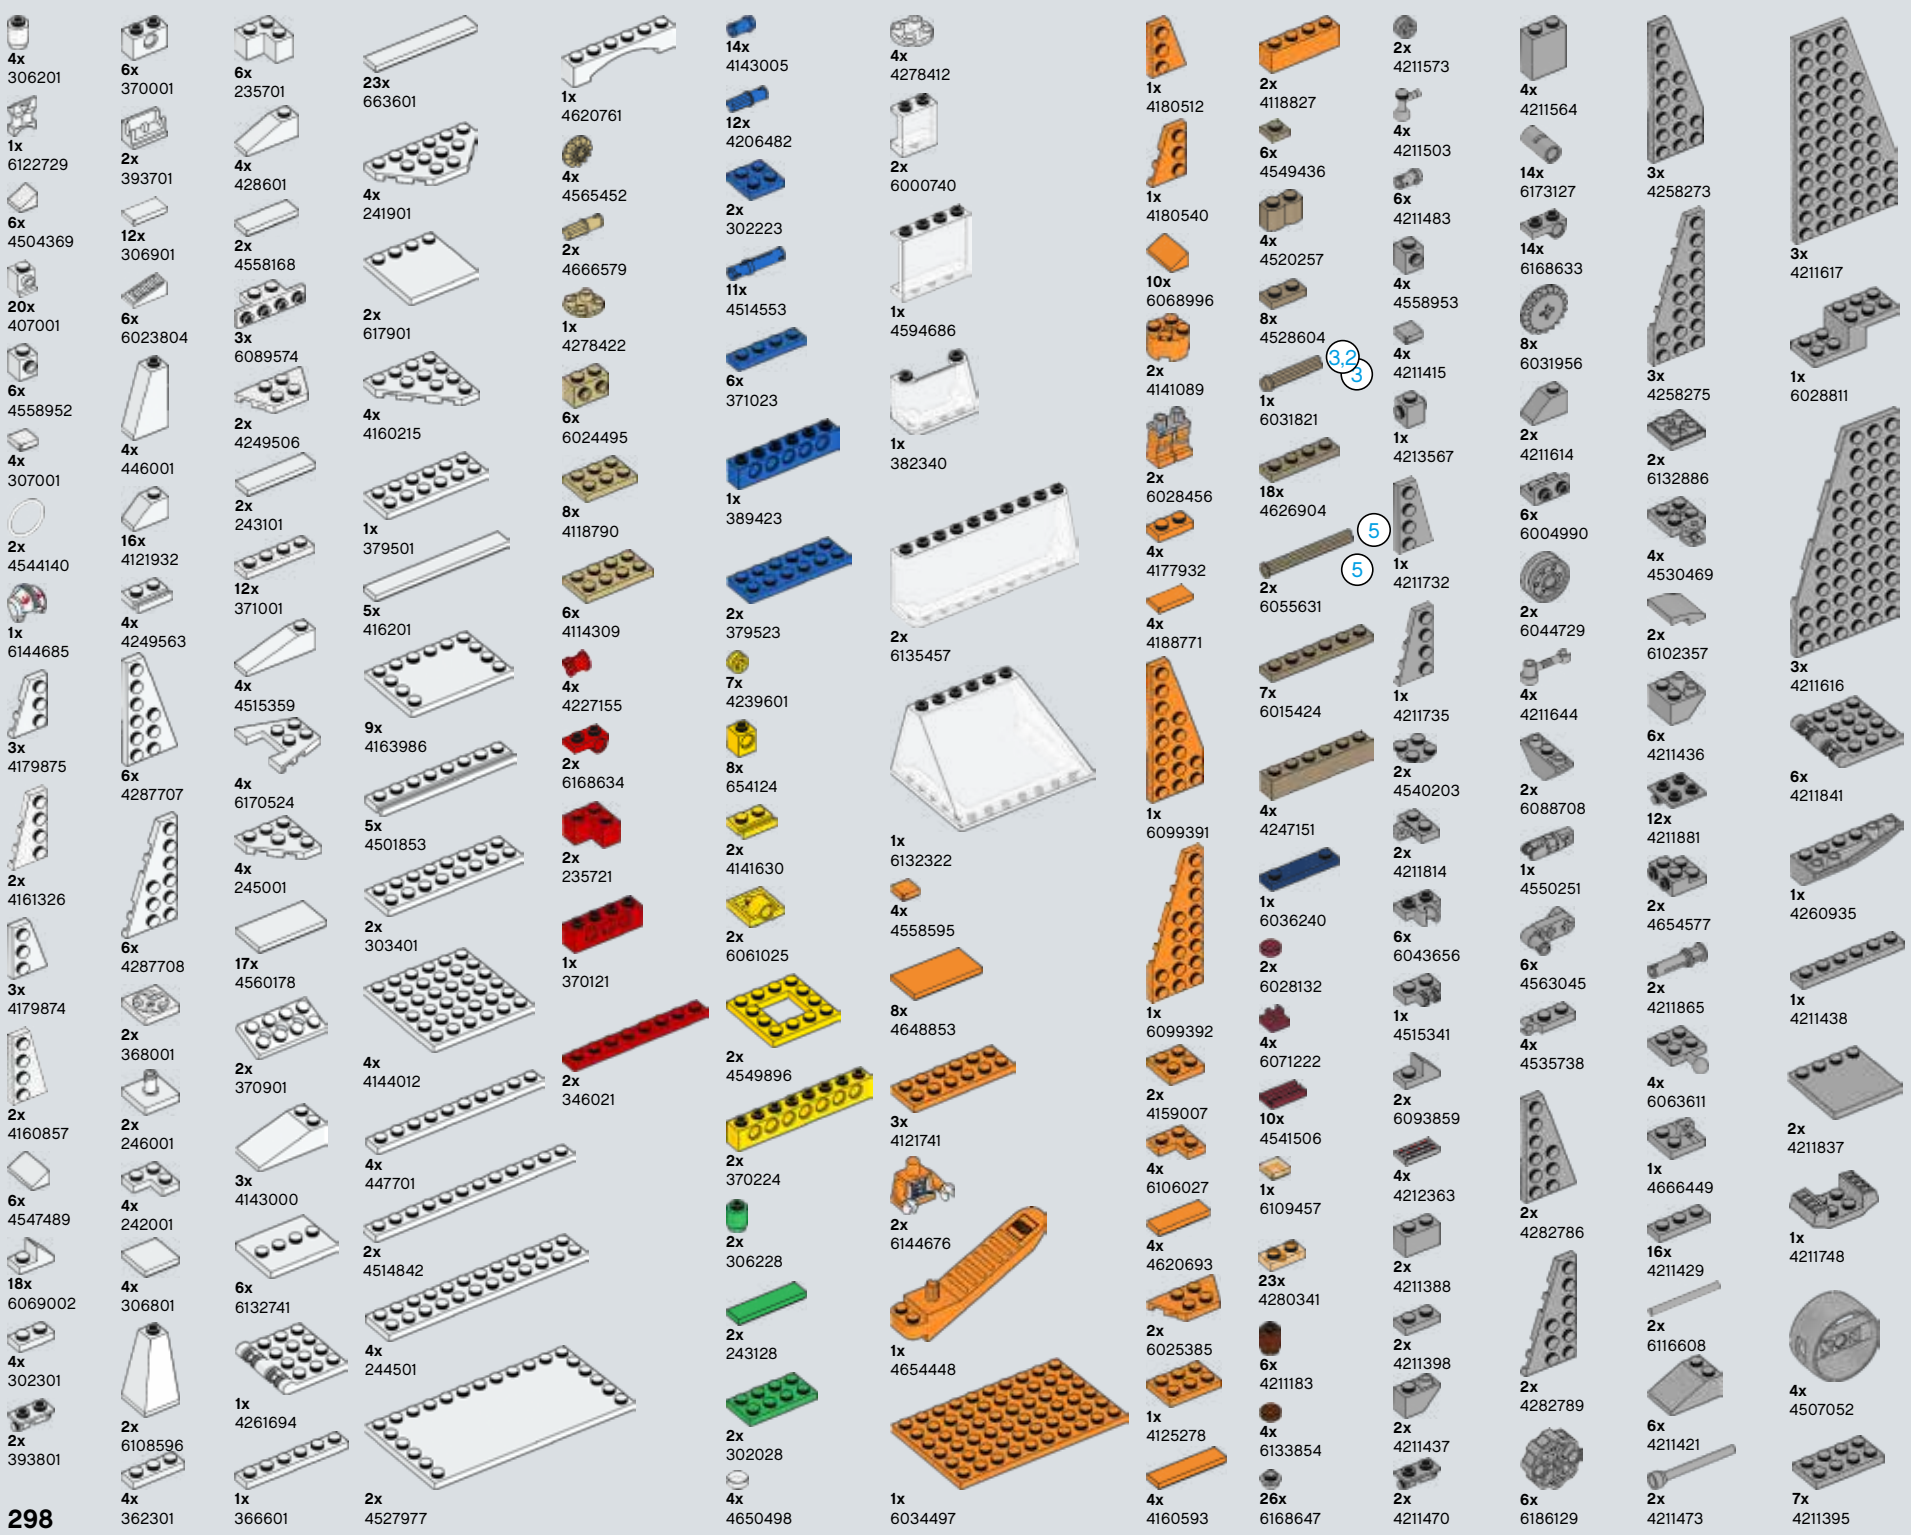 4x
306201
1x
6122729
6x
4504369
20x
407001
6x
4558952
4x
307001
2x
4544140
1x
6144685
3x
4179875
2x
4161326
3x
4179874
2x
4160857
6x
4547489
18x
6069002
4x
302301
2x
393801
298
6x
370001
2x
393701
12x
306901
6x
6023804
4x
446001
16x
4121932
4x
4249563
6x
4287707
6x
4287708
2x
368001
2x
246001
4x
242001
4x
306801
2x
6108596
4x
362301
6x
235701
4x
428601
2x
4558168
3x
6089574
2x
4249506
2x
243101
12x
371001
4x
4515359
4x
6170524
4x
245001
17x
4560178
2x
370901
3x
4143000
6x
6132741
1x
4261694
1x
366601
23x
663601
4x
241901
2x
617901
4x
4160215
1x
379501
5x
416201
9x
4163986
5x
4501853
2x
303401
4x
4144012
4x
447701
2x
4514842
4x
244501
2x
4527977
1x
4620761
4x
4565452
2x
4666579
1x
4278422
6x
6024495
8x
4118790
6x
4114309
4x
4227155
2x
6168634
2x
235721
1x
370121
2x
346021
14x
4143005
12x
4206482
2x
302223
11x
4514553
6x
371023
1x
389423
2x
379523
7x
4239601
8x
654124
2x
4141630
2x
6061025
2x
4549896
2x
370224
2x
306228
2x
243128
2x
302028
4x
4650498
4x
4278412
2x
6000740
1x
4594686
1x
382340
2x
6135457
1x
6132322
4x
4558595
8x
4648853
3x
4121741
2x
6144676
1x
4654448
1x
6034497
1x
4180512
1x
4180540
10x
6068996
2x
4141089
2x
6028456
4x
4177932
4x
4188771
1x
6099391
1x
6099392
2x
4159007
4x
6106027
4x
4620693
2x
6025385
1x
4125278
4x
4160593
2x
4118827
6x
4549436
4x
4520257
8x
4528604
3,2
3
1x
6031821
18x
4626904
5
5
2x
6055631
7x
6015424
4x
4247151
1x
6036240
2x
6028132
4x
6071222
10x
4541506
1x
6109457
23x
4280341
6x
4211183
4x
6133854
26x
6168647
2x
4211573
4x
4211503
6x
4211483
4x
4558953
4x
4211415
1x
4213567
1x
4211732
1x
4211735
2x
4540203
2x
4211814
6x
6043656
1x
4515341
2x
6093859
4x
4212363
2x
4211388
2x
4211398
2x
4211437
2x
4211470
4x
4211564
14x
6173127
14x
6168633
8x
6031956
2x
4211614
6x
6004990
2x
6044729
4x
4211644
2x
6088708
1x
4550251
6x
4563045
4x
4535738
2x
4282786
2x
4282789
6x
6186129
3x
4258273
3x
4258275
2x
6132886
4x
4530469
2x
6102357
6x
4211436
12x
4211881
2x
4654577
2x
4211865
4x
6063611
1x
4666449
16x
4211429
2x
6116608
6x
4211421
2x
4211473
3x
4211617
1x
6028811
3x
4211616
6x
4211841
1x
4260935
1x
4211438
2x
4211837
1x
4211748
4x
4507052
7x
4211395